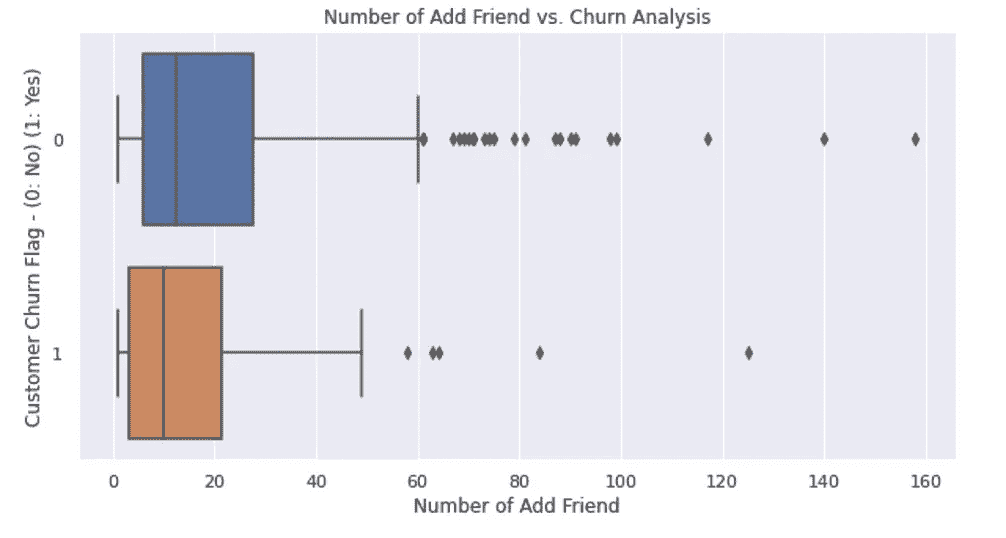 Number of Add Friend vs. Churn Analysis
Customer Churn Flag - (0: No) (1: Yes)
0
1
0 20 40 60 80 100 120 140 160
Number of Add Friend